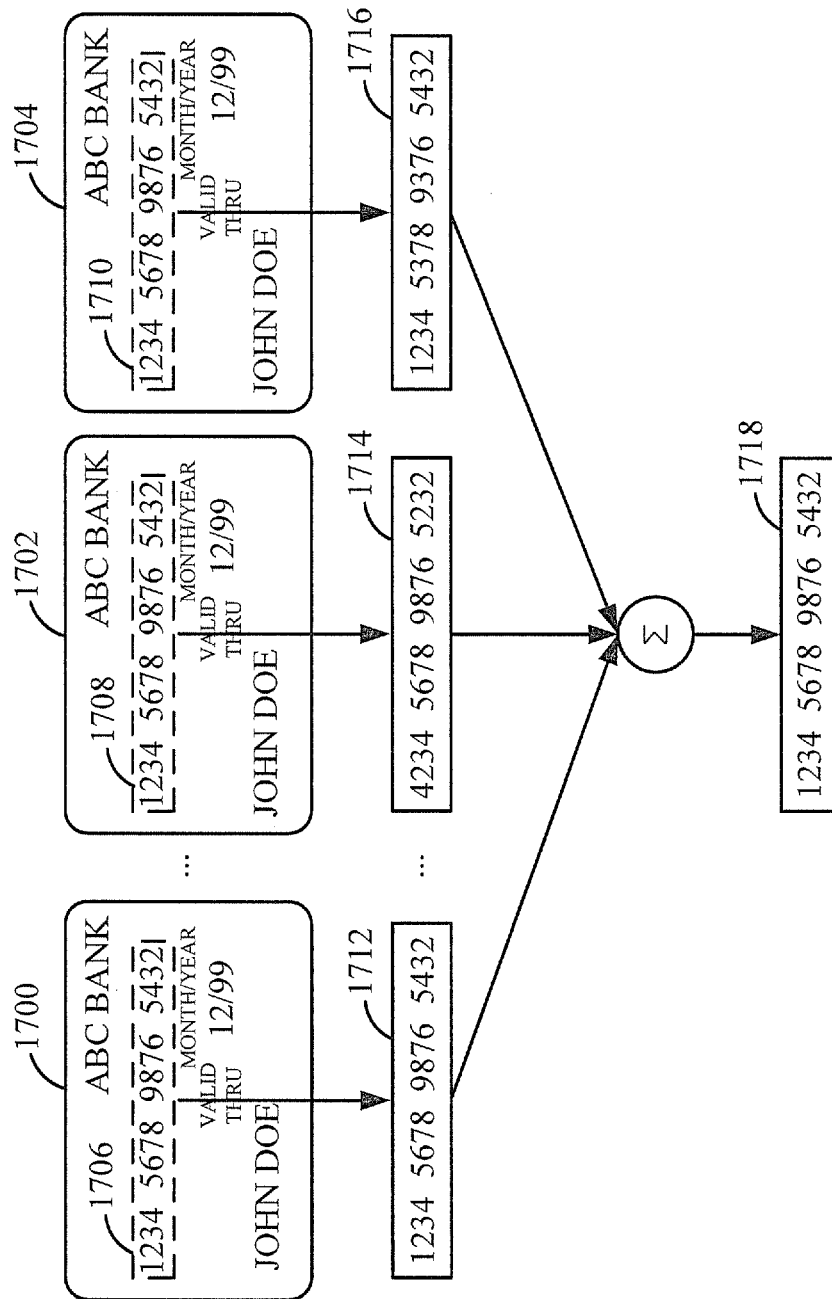 1700
ABC BANK
1706
1234 5678 9876 5432
MONTH/YEAR
VALID
THRU
12/99
JOHN DOE
1712
1234 5678 9876 5432
...
...
1702
ABC BANK
1708
1234 5678 9876 5432
MONTH/YEAR
VALID
THRU
12/99
JOHN DOE
1714
4234 5678 9876 5232
1704
ABC BANK
1710
1234 5678 9876 5432
MONTH/YEAR
VALID
THRU
12/99
JOHN DOE
1716
1234 5378 9376 5432
Σ
1718
1234 5678 9876 5432